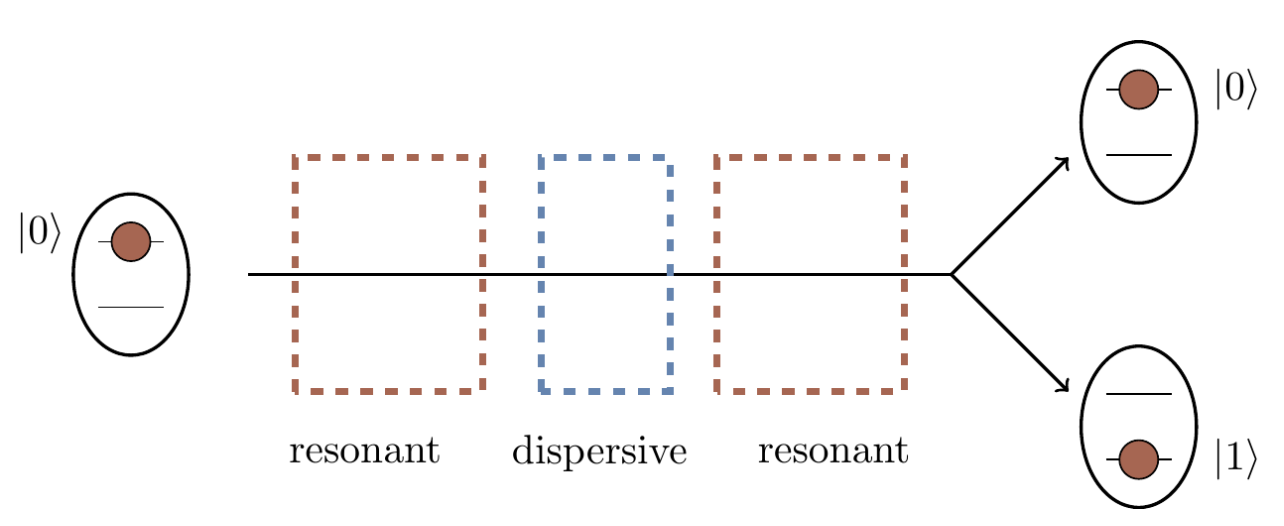 |0⟩
|0⟩
resonant dispersive resonant
|1⟩